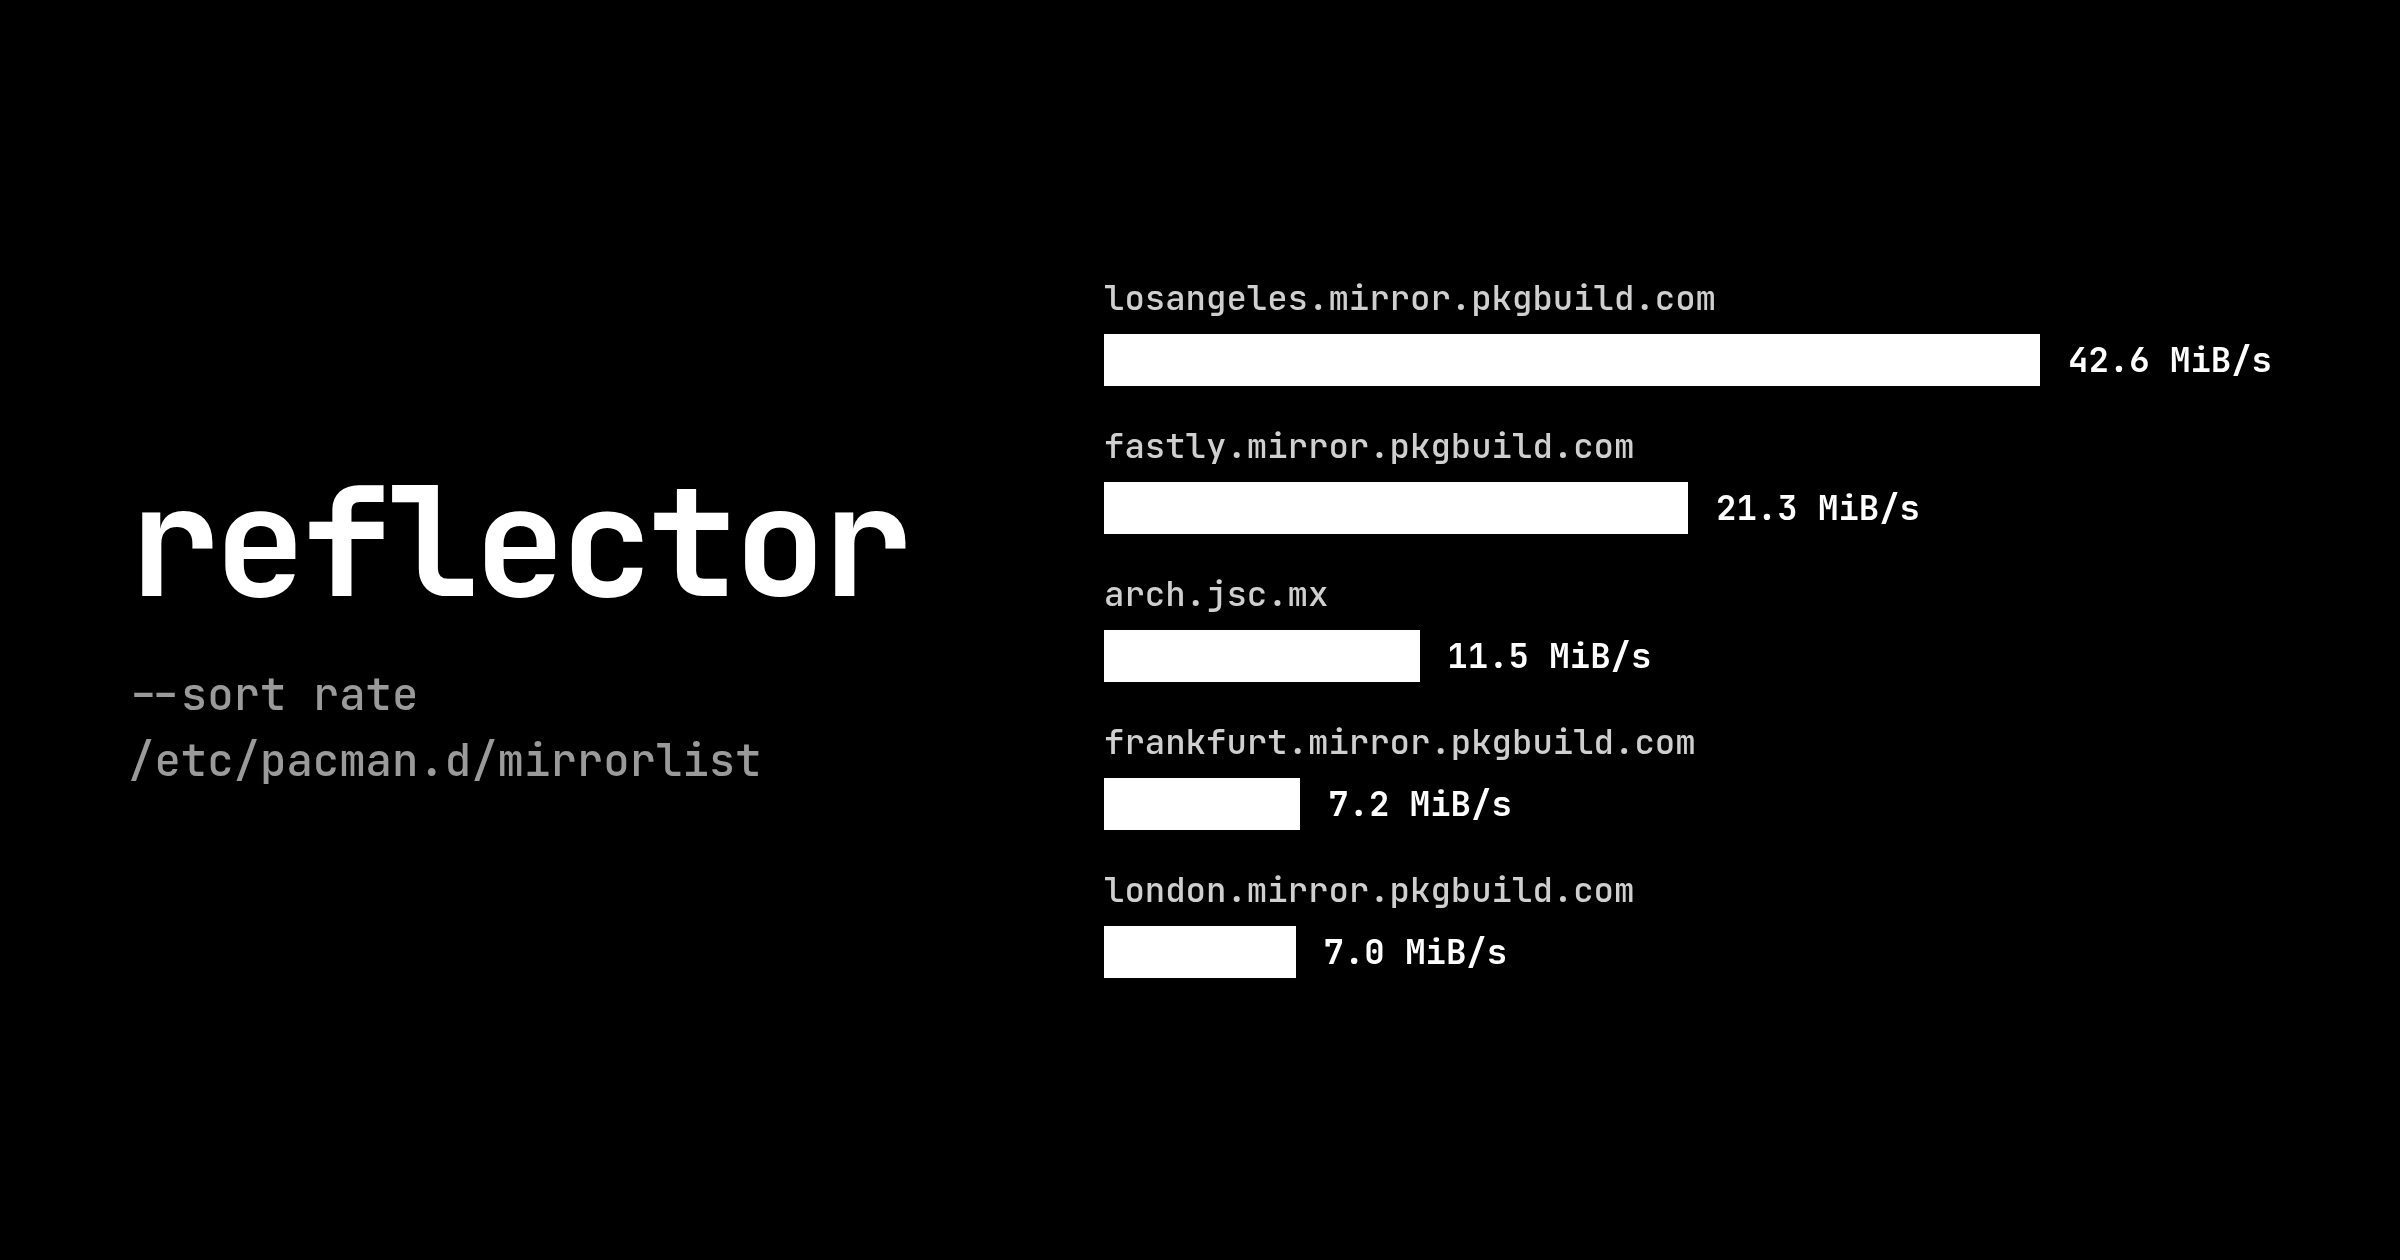 reflector
--sort rate
/etc/pacman.d/mirrorlist
losangeles.mirror.pkgbuild.com
42.6 MiB/s
fastly.mirror.pkgbuild.com
21.3 MiB/s
arch.jsc.mx
11.5 MiB/s
frankfurt.mirror.pkgbuild.com
7.2 MiB/s
london.mirror.pkgbuild.com
7.0 MiB/s